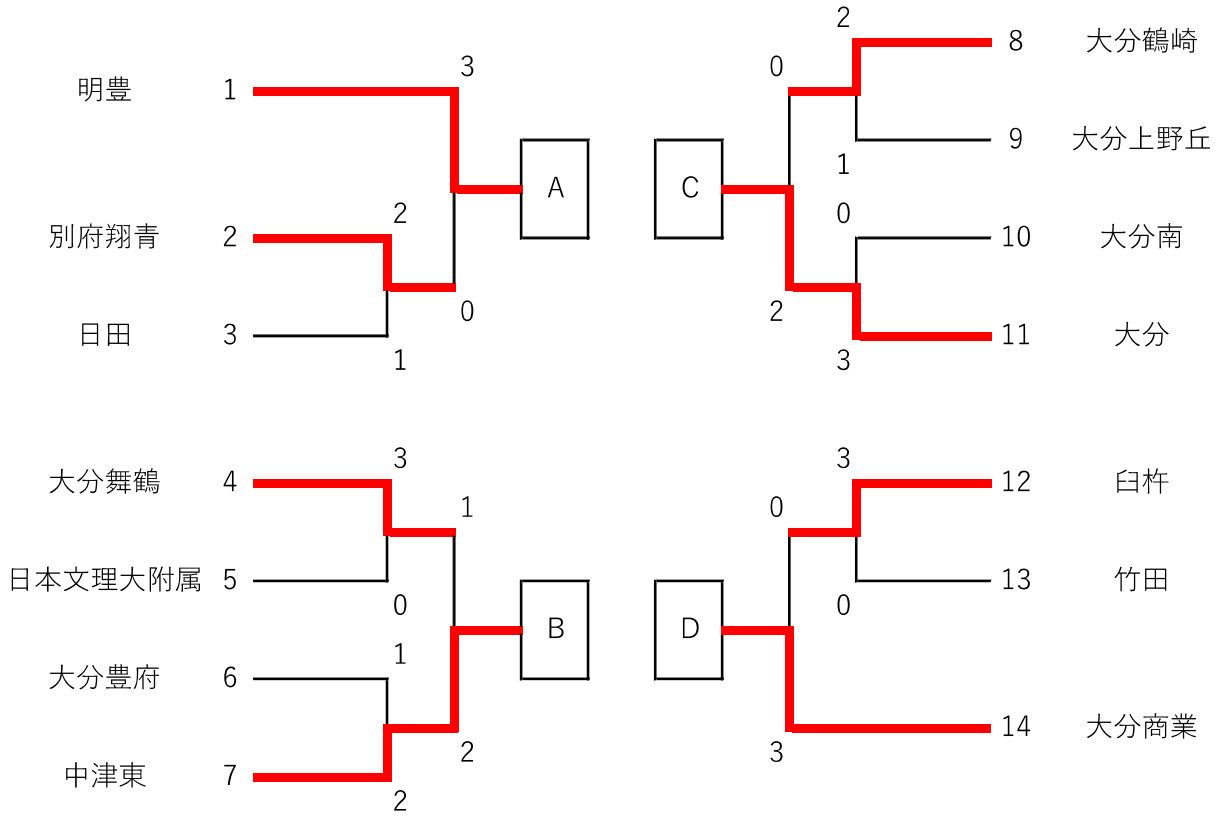 明豊 1
3
別府翔青 2
2
日田 3
0
1
A
大分舞鶴 4
3
1
日本文理大附属 5
0
大分豊府 6
1
中津東 7
2
2
B
2
8 大分鶴崎
0
9 大分上野丘
1
0
10 大分南
2
11 大分
3
C
3
12 臼杵
0
13 竹田
0
14 大分商業
3
D